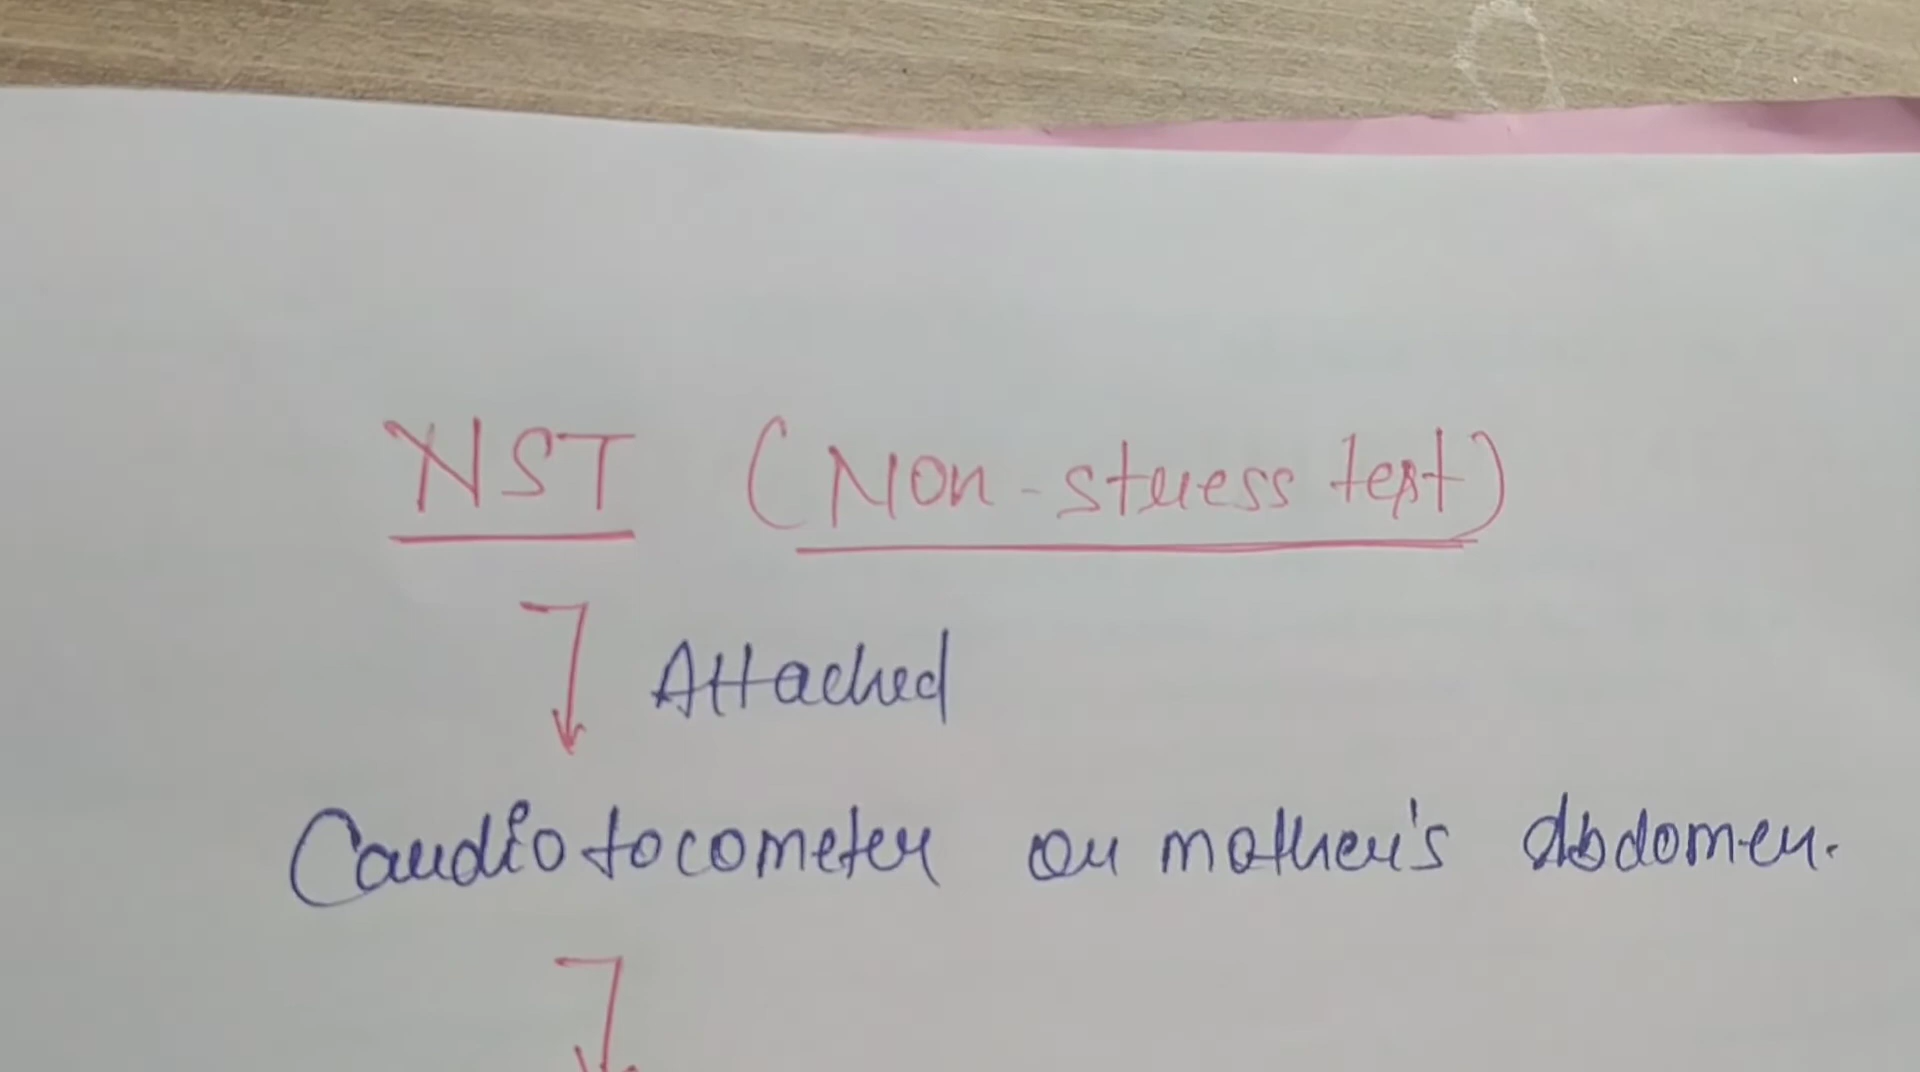 NST (Non-stress test)
Attached
Cardiotocometer on mother's abdomen.